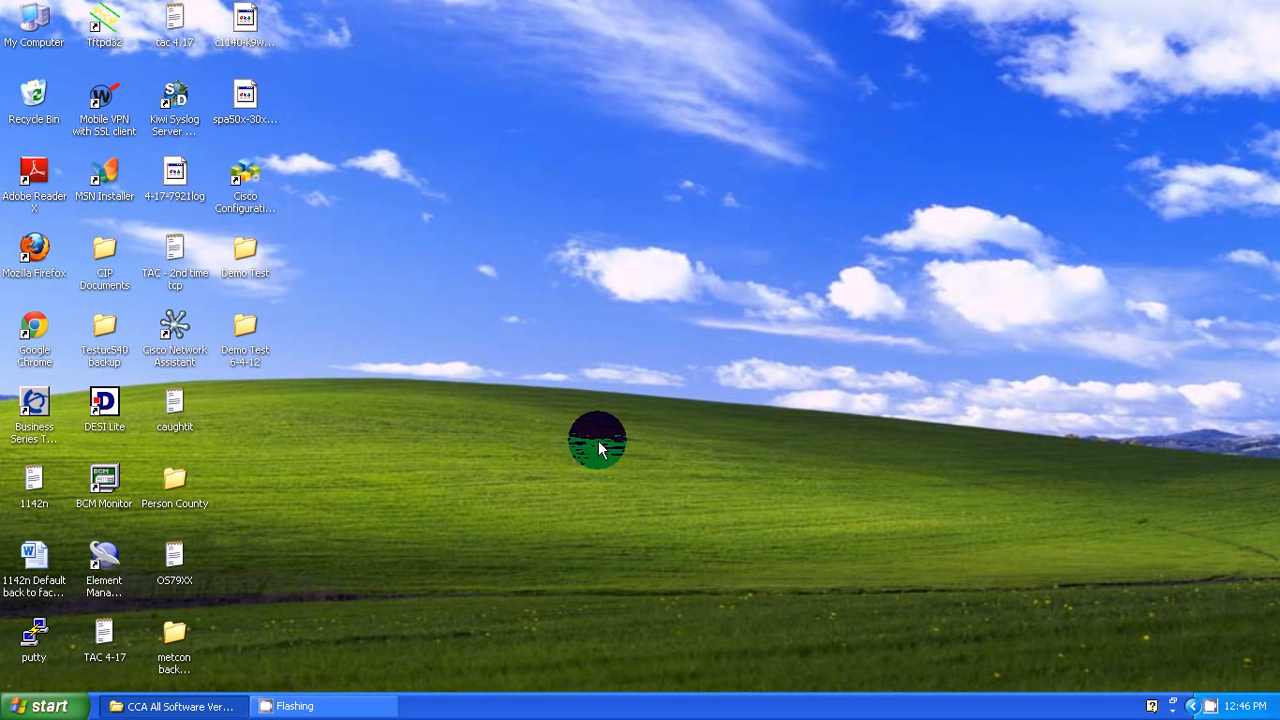 My Computer
Tftpd32
tac 4.17
c1140-k9w...
Recycle Bin
Mobile VPN
with SSL client
Kiwi Syslog
Server ...
spa50x-30x...
Adobe Reader
X
MSN Installer
4-17-7921log
Cisco
Configurati...
Mozilla Firefox
CIP
Documents
TAC - 2nd time
tcp
Demo Test
Google
Chrome
Testuc540
backup
Cisco Network
Assistant
Demo Test
6-4-12
Business
Series T...
DESI Lite
caughtit
1142n
BCM Monitor
Person County
1142n Default
back to fac...
Element
Mana...
OS79XX
putty
TAC 4-17
metcon
back...
start
CCA All Software Ver...
Flashing
12:46 PM